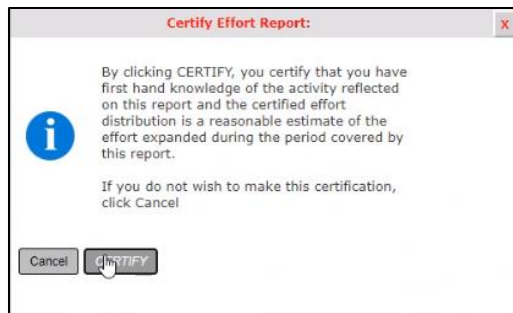 Certify Effort Report:
X
By clicking CERTIFY, you certify that you have
first hand knowledge of the activity reflected
on this report and the certified effort
distribution is a reasonable estimate of the
effort expanded during the period covered by
this report.
If you do not wish to make this certification,
click Cancel
Cancel CERTIFY